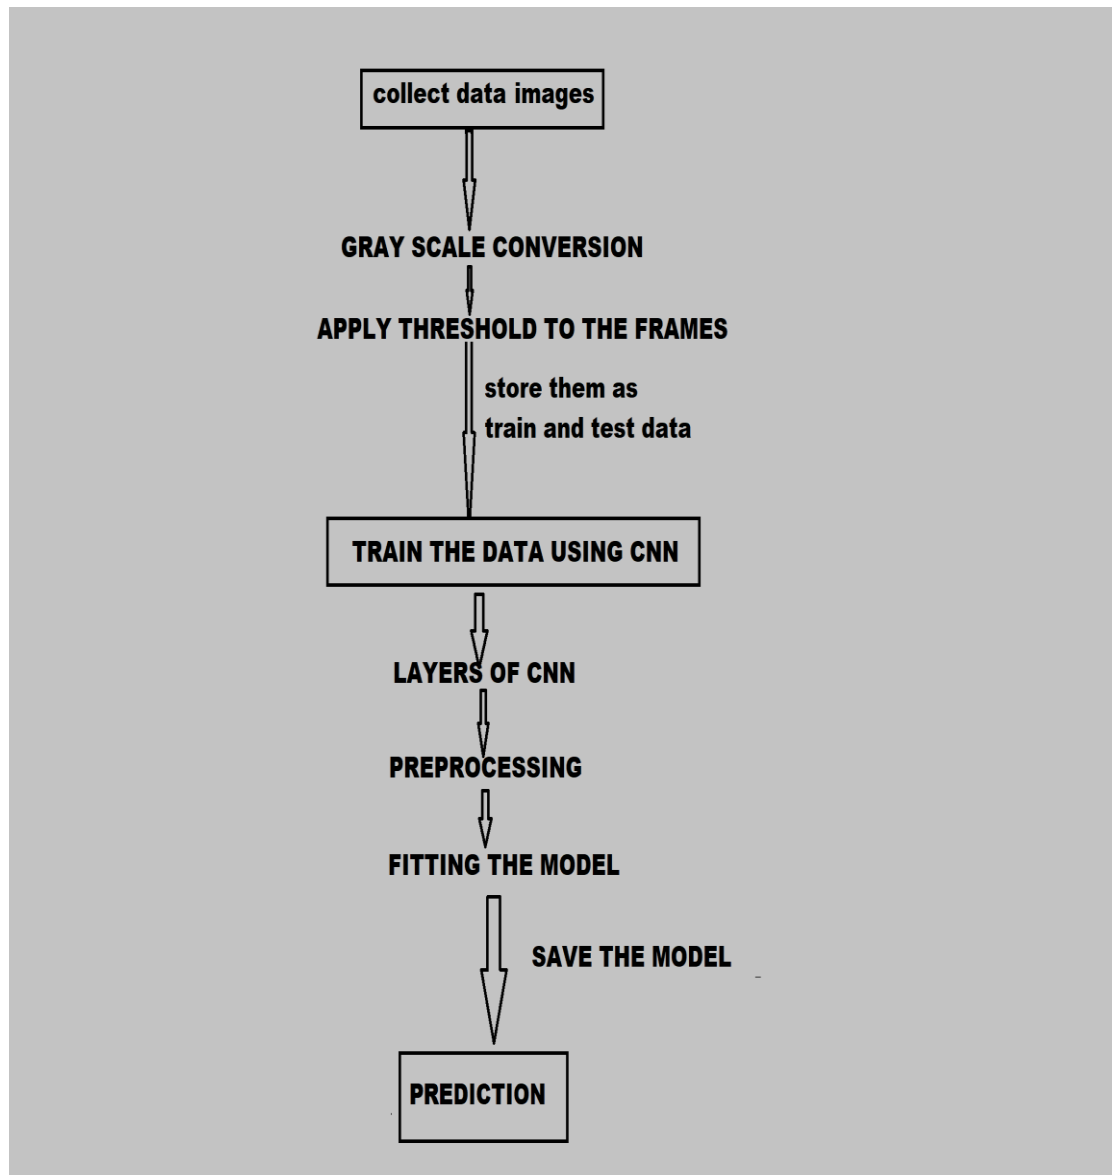 collect data images
GRAY SCALE CONVERSION
APPLY THRESHOLD TO THE FRAMES
store them as
train and test data
TRAIN THE DATA USING CNN
LAYERS OF CNN
PREPROCESSING
FITTING THE MODEL
SAVE THE MODEL
PREDICTION